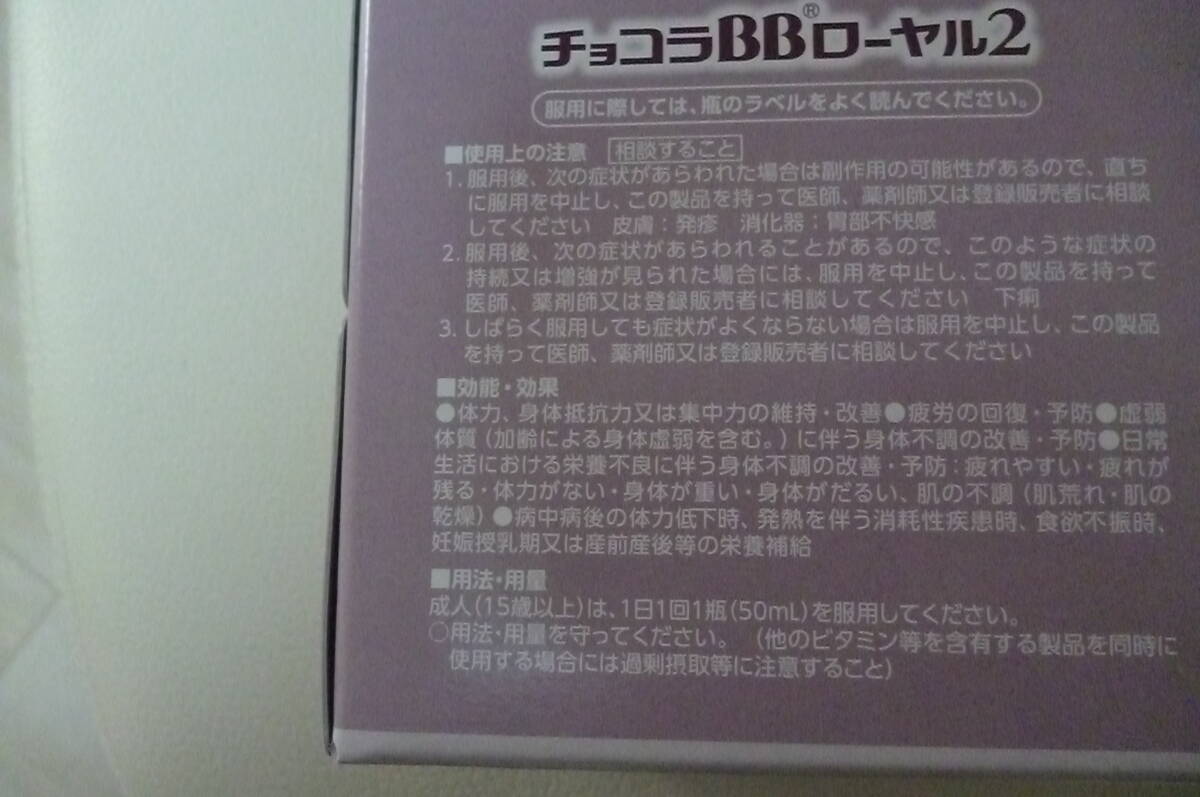 チョコラBB®ローヤル2
服用に際しては、瓶のラベルをよく読んでください。
■使用上の注意 相談すること
1. 服用後、次の症状があらわれた場合は副作用の可能性があるので、直ち
に服用を中止し、この製品を持って医師、薬剤師又は登録販売者に相談
してください 皮膚：発疹 消化器：胃部不快感
2. 服用後、次の症状があらわれることがあるので、このような症状の
持続又は増強が見られた場合には、服用を中止し、この製品を持って
医師、薬剤師又は登録販売者に相談してください 下痢
3. しばらく服用しても症状がよくならない場合は服用を中止し、この製品
を持って医師、薬剤師又は登録販売者に相談してください
■効能・効果
●体力、身体抵抗力又は集中力の維持・改善●疲労の回復・予防●虚弱
体質（加齢による身体虚弱を含む。）に伴う身体不調の改善・予防●日常
生活における栄養不良に伴う身体不調の改善・予防：疲れやすい・疲れが
残る・体力がない・身体が重い・身体がだるい、肌の不調（肌荒れ・肌の
乾燥）●病中病後の体力低下時、発熱を伴う消耗性疾患時、食欲不振時、
妊娠授乳期又は産前産後等の栄養補給
■用法・用量
成人（15歳以上）は、1日1回1瓶（50mL）を服用してください。
○用法・用量を守ってください。（他のビタミン等を含有する製品を同時に
使用する場合には過剰摂取等に注意すること）